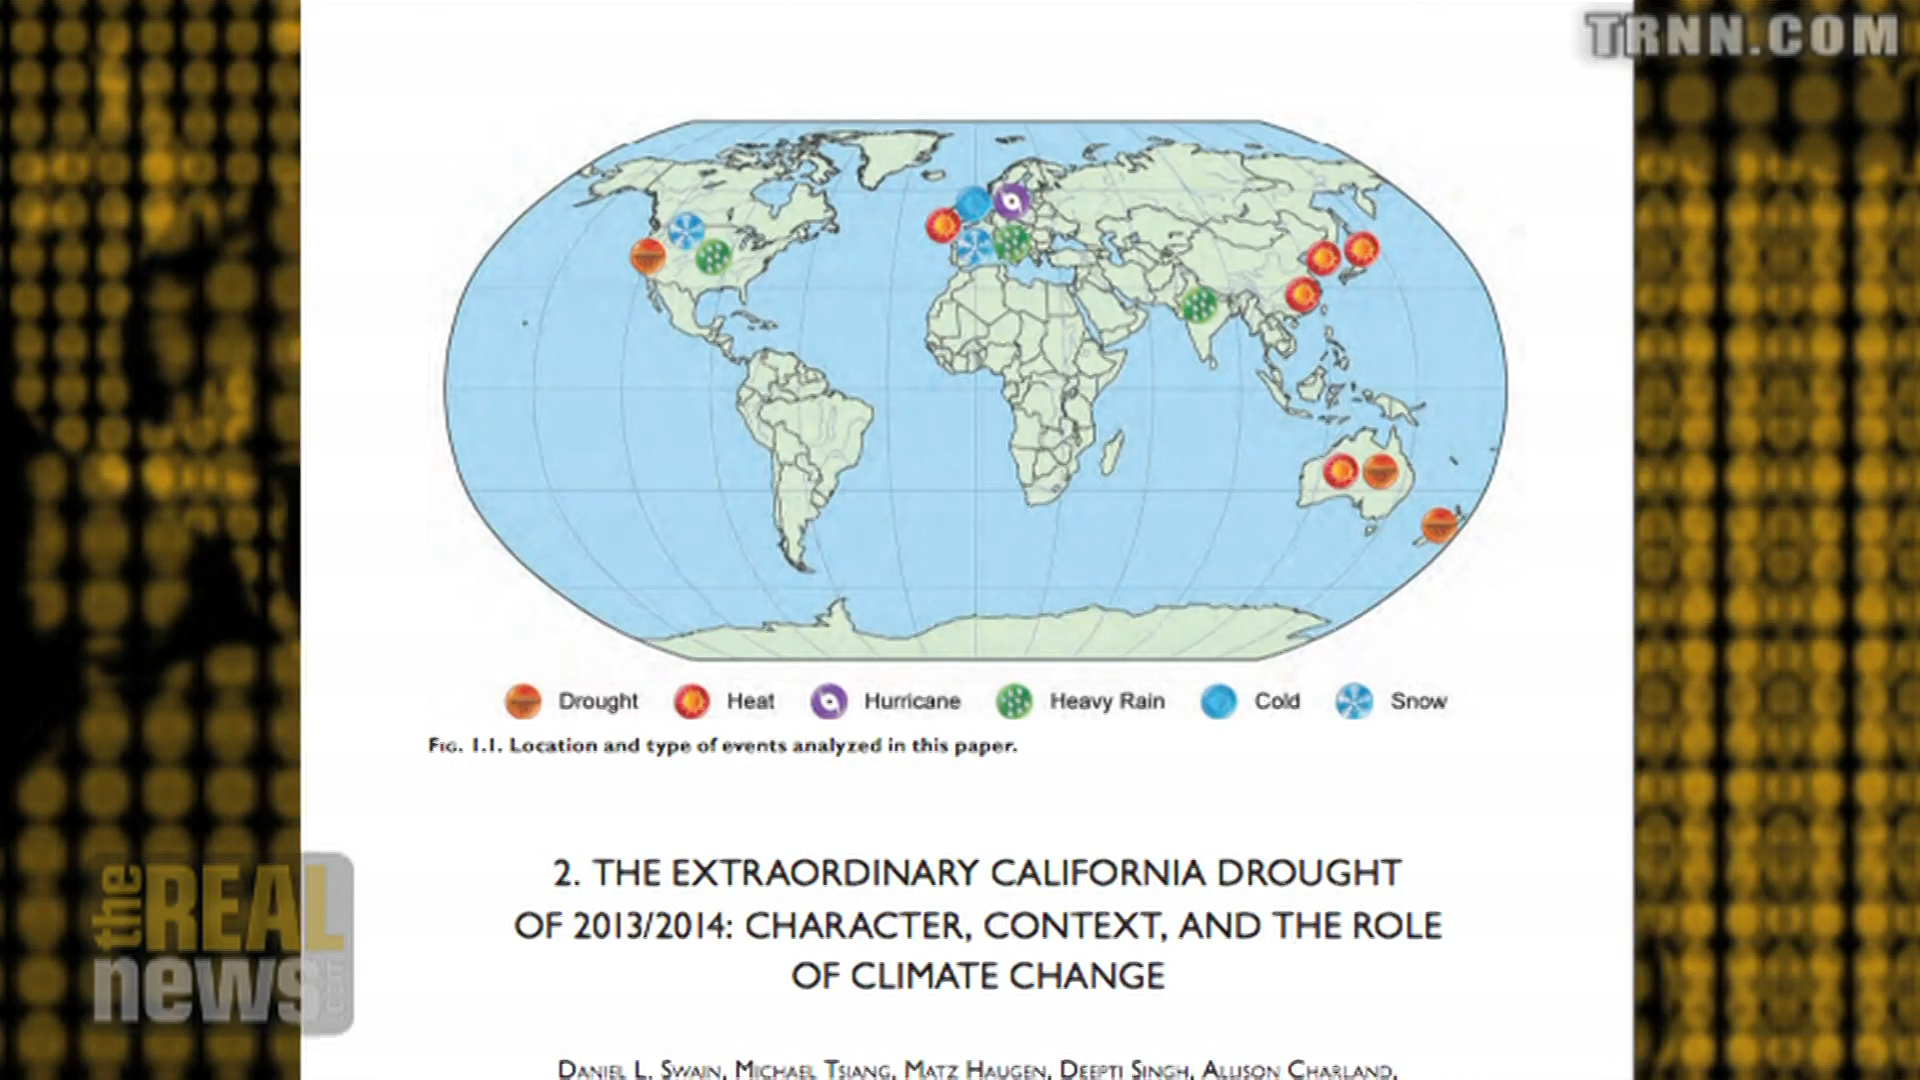 TRNN.COM
Drought Heat Hurricane Heavy Rain Cold Snow
FIG. 1.1. Location and type of events analyzed in this paper.
2. THE EXTRAORDINARY CALIFORNIA DROUGHT
OF 2013/2014: CHARACTER, CONTEXT, AND THE ROLE
OF CLIMATE CHANGE
the REAL
news.com
DANIEL L. SWAIN, MICHAEL TSIANG, MATZ HAUGEN, DEEPTI SINGH, ALLISON CHARLAND,